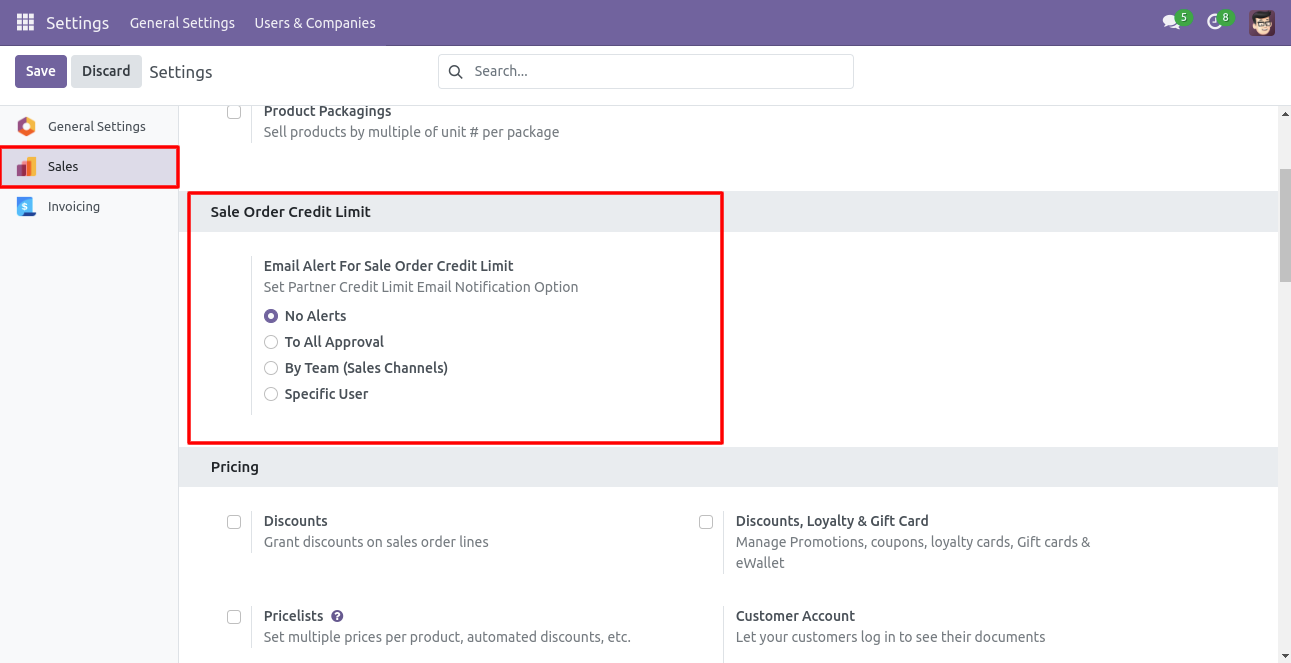 Settings General Settings Users & Companies 5 8
Save Discard Settings Search...
General Settings
Sales
Invoicing
Product Packagings
Sell products by multiple of unit # per package
Sale Order Credit Limit
Email Alert For Sale Order Credit Limit
Set Partner Credit Limit Email Notification Option
No Alerts
To All Approval
By Team (Sales Channels)
Specific User
Pricing
Discounts
Grant discounts on sales order lines
Discounts, Loyalty & Gift Card
Manage Promotions, coupons, loyalty cards, Gift cards &
eWallet
Pricelists ?
Set multiple prices per product, automated discounts, etc.
Customer Account
Let your customers log in to see their documents